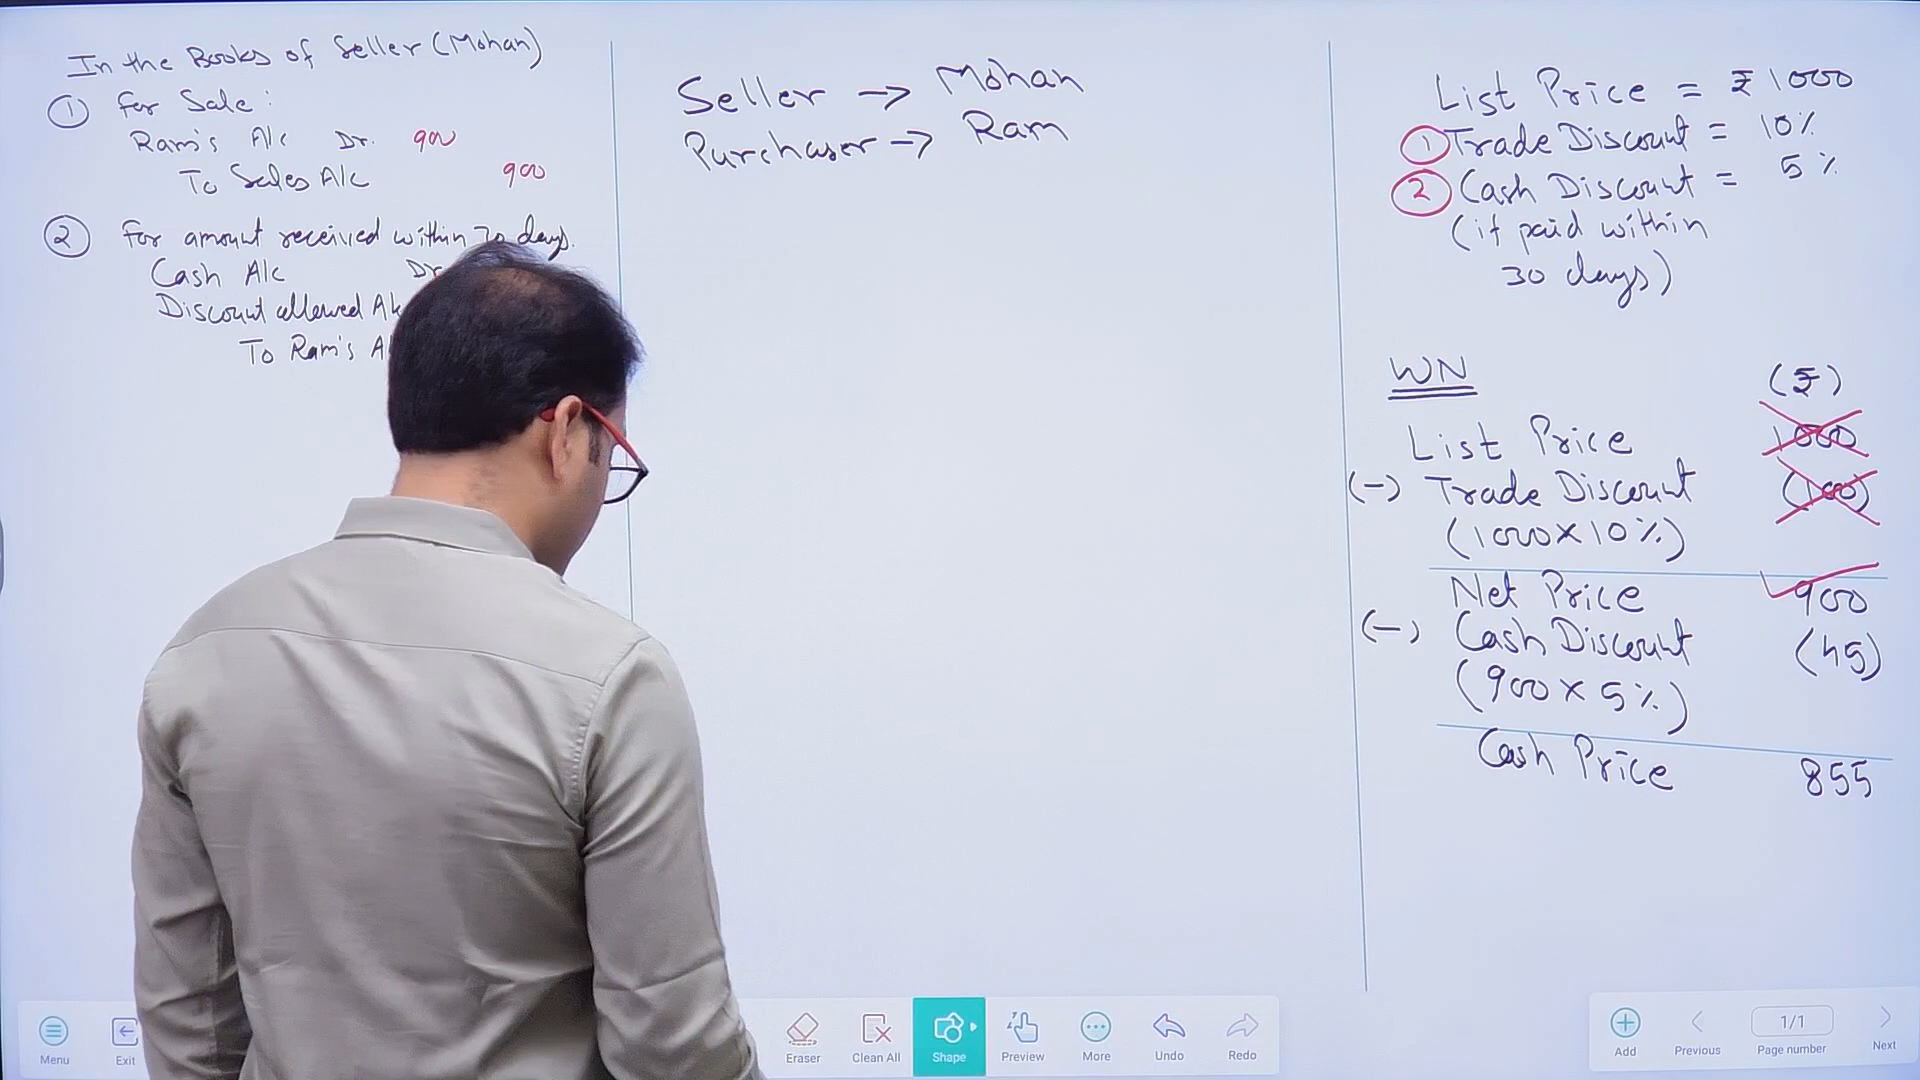 In the Books of Seller (Mohan)
① for Sale:
Ram's A/c Dr. 900
To Sales A/c 900
② for amount received within 30 days.
Cash A/c Dr.
Discount allowed A/c
To Ram's A/
Seller → Mohan
Purchaser → Ram
List Price = ₹ 1000
① Trade Discount = 10%
② Cash Discount = 5%
(if paid within
30 days)
WN (₹)
List Price 1000
(-) Trade Discount (100)
(1000 x 10%)
Net Price 900
(-) Cash Discount (45)
(900 x 5%)
Cash Price 855
Menu
Exit
Eraser
Clean All
Shape
Preview
More
Undo
Redo
Add
Previous
1/1
Page number
Next